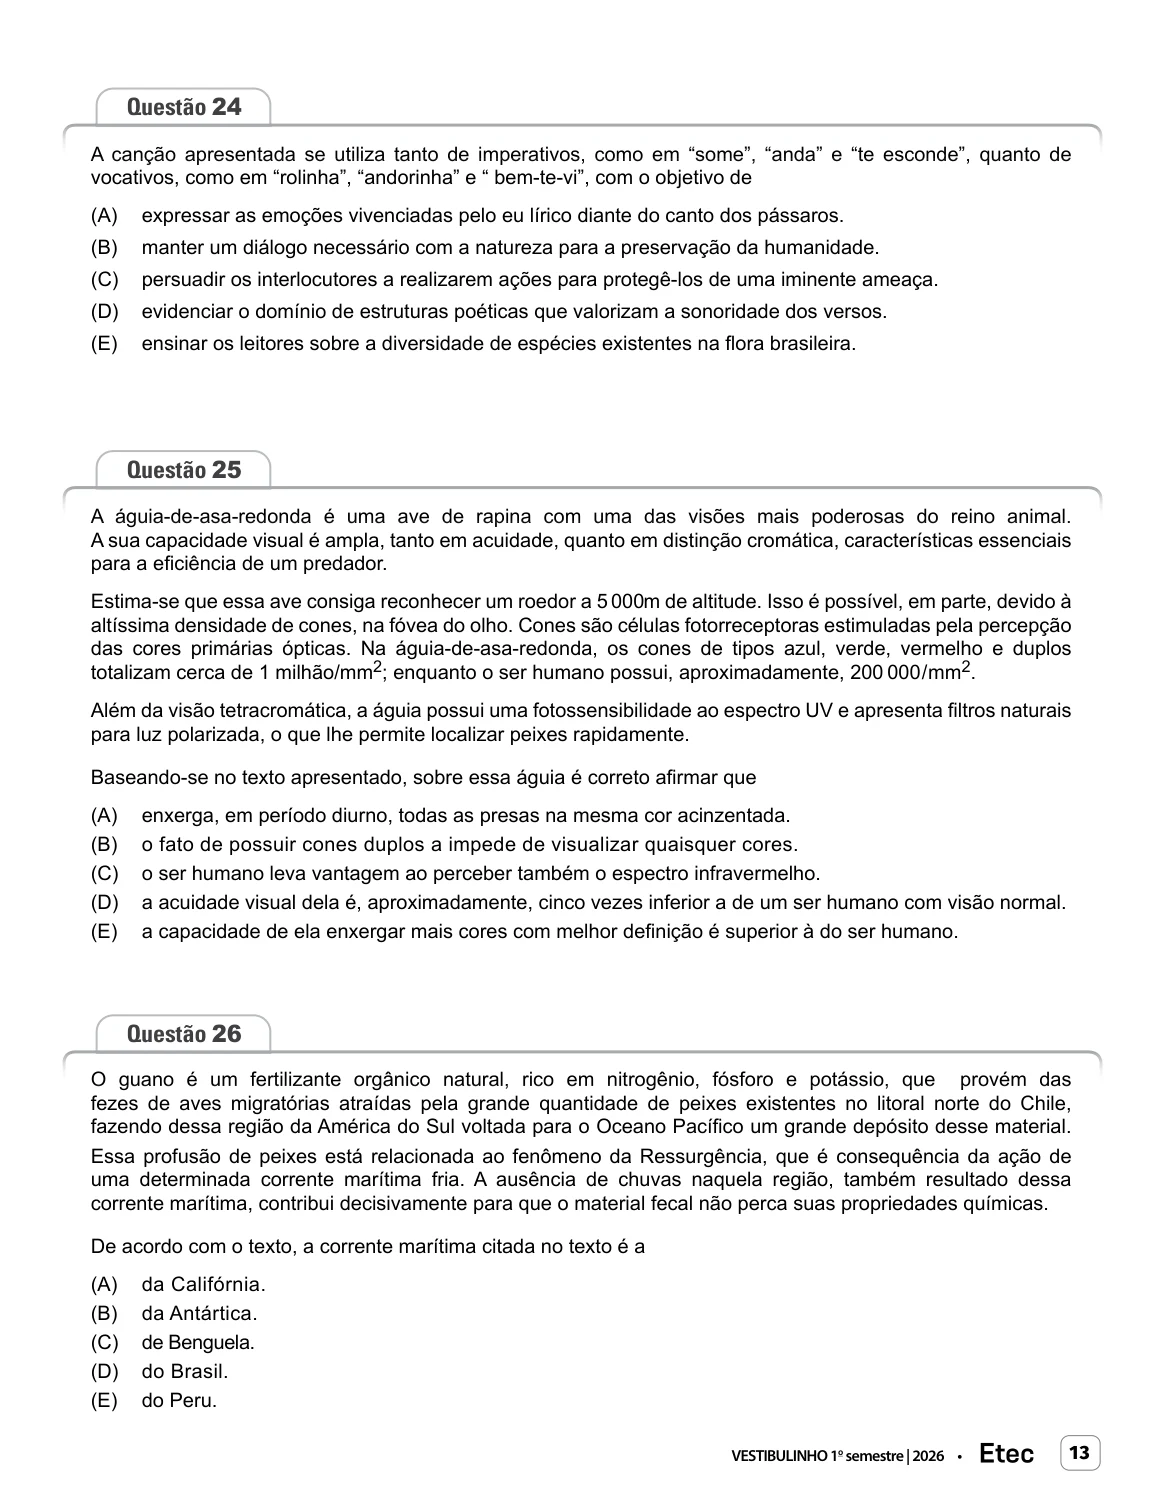 Questão 24
A canção apresentada se utiliza tanto de imperativos, como em “some”, “anda” e “te esconde”, quanto de
vocativos, como em “rolinha”, “andorinha” e “ bem-te-vi”, com o objetivo de
(A) expressar as emoções vivenciadas pelo eu lírico diante do canto dos pássaros.
(B) manter um diálogo necessário com a natureza para a preservação da humanidade.
(C) persuadir os interlocutores a realizarem ações para protegê-los de uma iminente ameaça.
(D) evidenciar o domínio de estruturas poéticas que valorizam a sonoridade dos versos.
(E) ensinar os leitores sobre a diversidade de espécies existentes na flora brasileira.
Questão 25
A águia-de-asa-redonda é uma ave de rapina com uma das visões mais poderosas do reino animal.
A sua capacidade visual é ampla, tanto em acuidade, quanto em distinção cromática, características essenciais
para a eficiência de um predador.
Estima-se que essa ave consiga reconhecer um roedor a 5 000m de altitude. Isso é possível, em parte, devido à
altíssima densidade de cones, na fóvea do olho. Cones são células fotorreceptoras estimuladas pela percepção
das cores primárias ópticas. Na águia-de-asa-redonda, os cones de tipos azul, verde, vermelho e duplos
totalizam cerca de 1 milhão/mm²; enquanto o ser humano possui, aproximadamente, 200 000/mm².
Além da visão tetracromática, a águia possui uma fotossensibilidade ao espectro UV e apresenta filtros naturais
para luz polarizada, o que lhe permite localizar peixes rapidamente.
Baseando-se no texto apresentado, sobre essa águia é correto afirmar que
(A) enxerga, em período diurno, todas as presas na mesma cor acinzentada.
(B) o fato de possuir cones duplos a impede de visualizar quaisquer cores.
(C) o ser humano leva vantagem ao perceber também o espectro infravermelho.
(D) a acuidade visual dela é, aproximadamente, cinco vezes inferior a de um ser humano com visão normal.
(E) a capacidade de ela enxergar mais cores com melhor definição é superior à do ser humano.
Questão 26
O guano é um fertilizante orgânico natural, rico em nitrogênio, fósforo e potássio, que provém das
fezes de aves migratórias atraídas pela grande quantidade de peixes existentes no litoral norte do Chile,
fazendo dessa região da América do Sul voltada para o Oceano Pacífico um grande depósito desse material.
Essa profusão de peixes está relacionada ao fenômeno da Ressurgência, que é consequência da ação de
uma determinada corrente marítima fria. A ausência de chuvas naquela região, também resultado dessa
corrente marítima, contribui decisivamente para que o material fecal não perca suas propriedades químicas.
De acordo com o texto, a corrente marítima citada no texto é a
(A) da Califórnia.
(B) da Antártica.
(C) de Benguela.
(D) do Brasil.
(E) do Peru.
VESTIBULINHO 1º semestre | 2026 • Etec 13